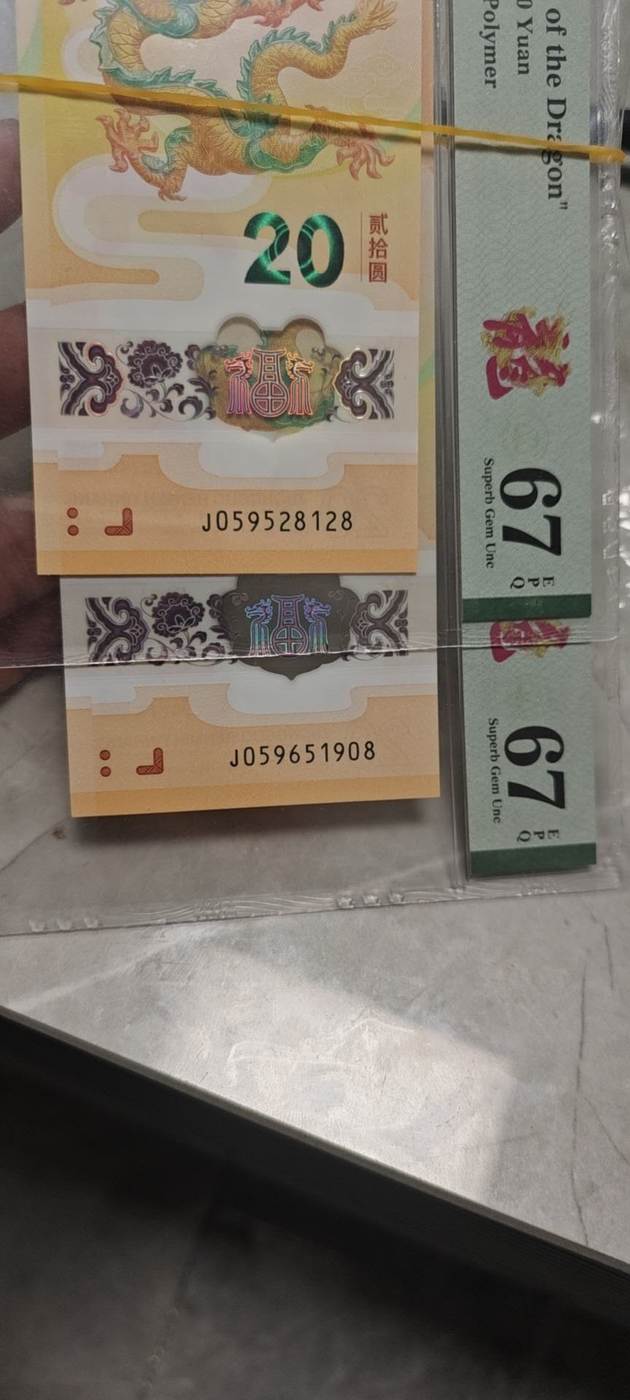 20
贰拾圆
J059528128
J059651908
of the Dragon"
0 Yuan
Polymer
67
EPQ
Superb Gem Unc
67
EPQ
Superb Gem Unc